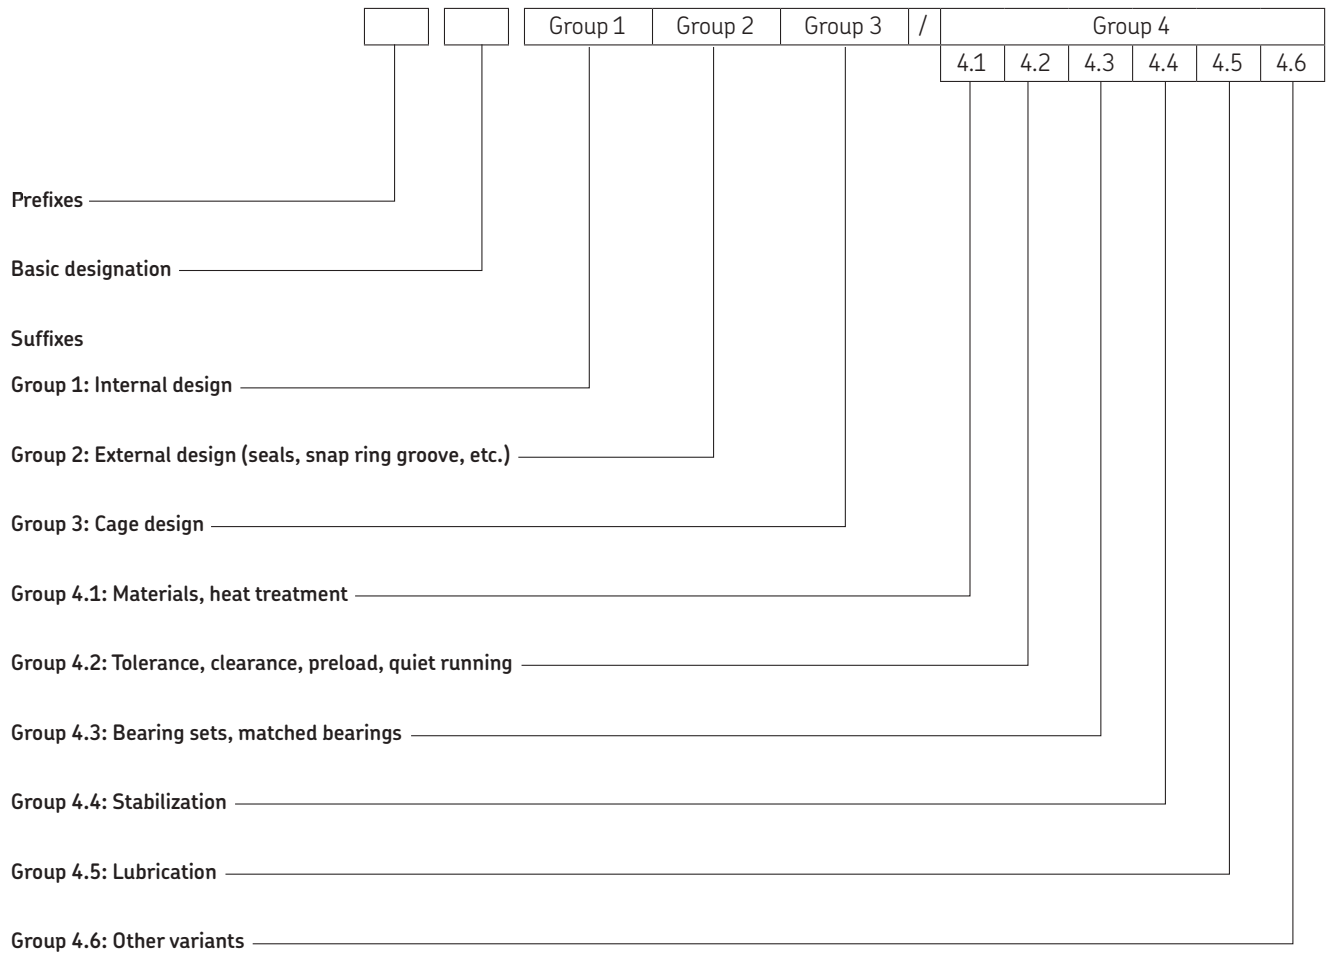 Group 1 Group 2 Group 3 / Group 4
4.1 4.2 4.3 4.4 4.5 4.6
Prefixes
Basic designation
Suffixes
Group 1: Internal design
Group 2: External design (seals, snap ring groove, etc.)
Group 3: Cage design
Group 4.1: Materials, heat treatment
Group 4.2: Tolerance, clearance, preload, quiet running
Group 4.3: Bearing sets, matched bearings
Group 4.4: Stabilization
Group 4.5: Lubrication
Group 4.6: Other variants